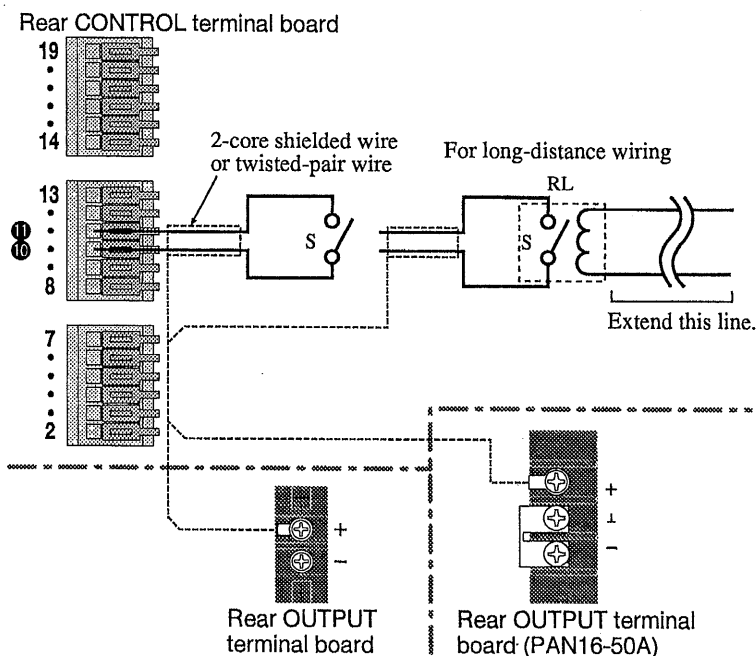 Rear CONTROL terminal board
19
14
2-core shielded wire
or twisted-pair wire
For long-distance wiring
RL
13
11
10
8
S
S
Extend this line.
7
2
+
−
+
⊥
−
Rear OUTPUT
terminal board
Rear OUTPUT terminal
board (PAN16-50A)